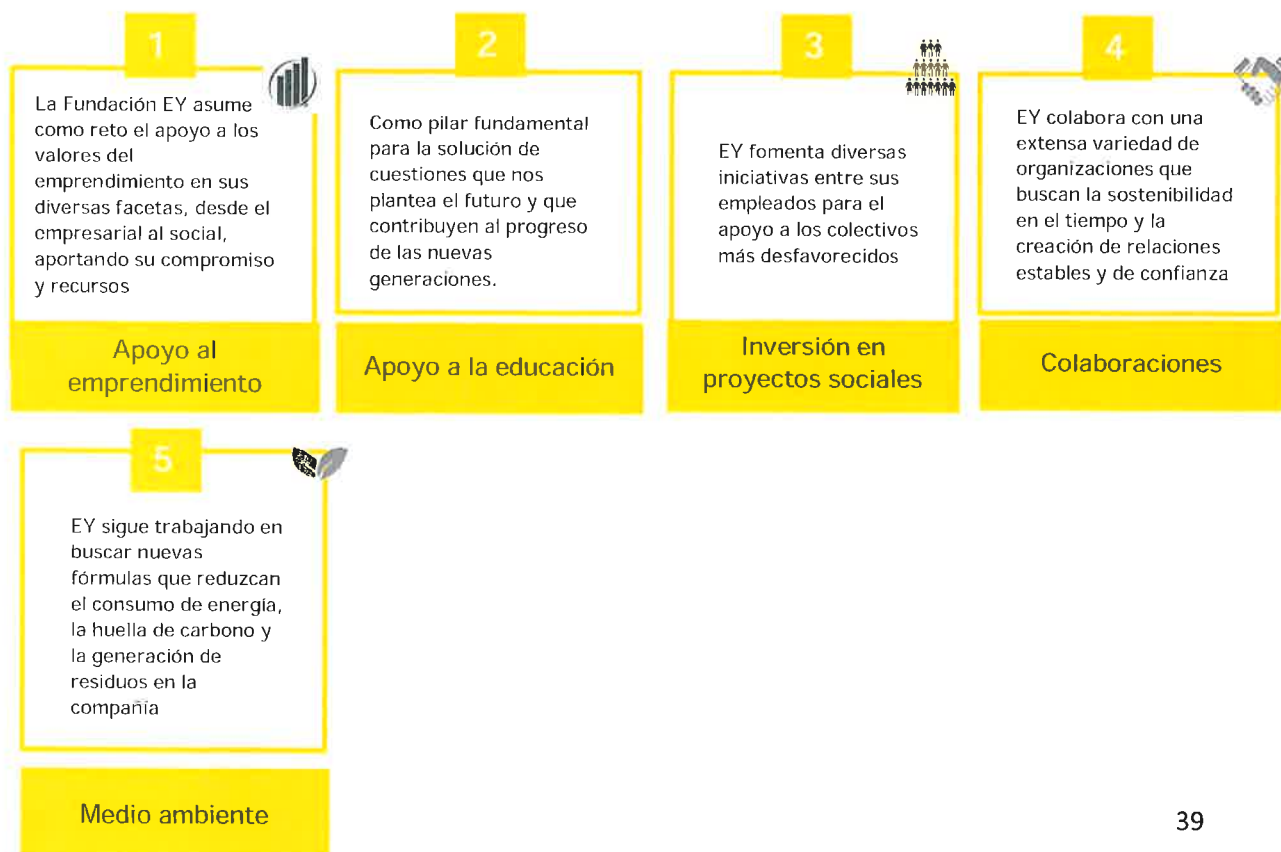 1
La Fundación EY asume
como reto el apoyo a los
valores del
emprendimiento en sus
diversas facetas, desde el
empresarial al social,
aportando su compromiso
y recursos
Apoyo al
emprendimiento
2
Como pilar fundamental
para la solución de
cuestiones que nos
plantea el futuro y que
contribuyen al progreso
de las nuevas
generaciones.
Apoyo a la educación
3
EY fomenta diversas
iniciativas entre sus
empleados para el
apoyo a los colectivos
más desfavorecidos
Inversión en
proyectos sociales
4
EY colabora con una
extensa variedad de
organizaciones que
buscan la sostenibilidad
en el tiempo y la
creación de relaciones
estables y de confianza
Colaboraciones
5
EY sigue trabajando en
buscar nuevas
fórmulas que reduzcan
el consumo de energía,
la huella de carbono y
la generación de
residuos en la
compañía
Medio ambiente
39